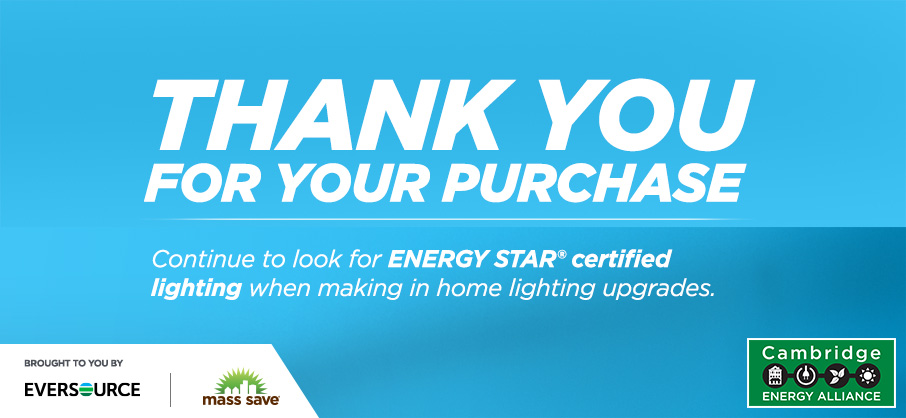 THANK YOU
FOR YOUR PURCHASE
Continue to look for ENERGY STAR® certified
lighting when making in home lighting upgrades.
BROUGHT TO YOU BY
EVERSOURCE
mass save
Cambridge
ENERGY ALLIANCE